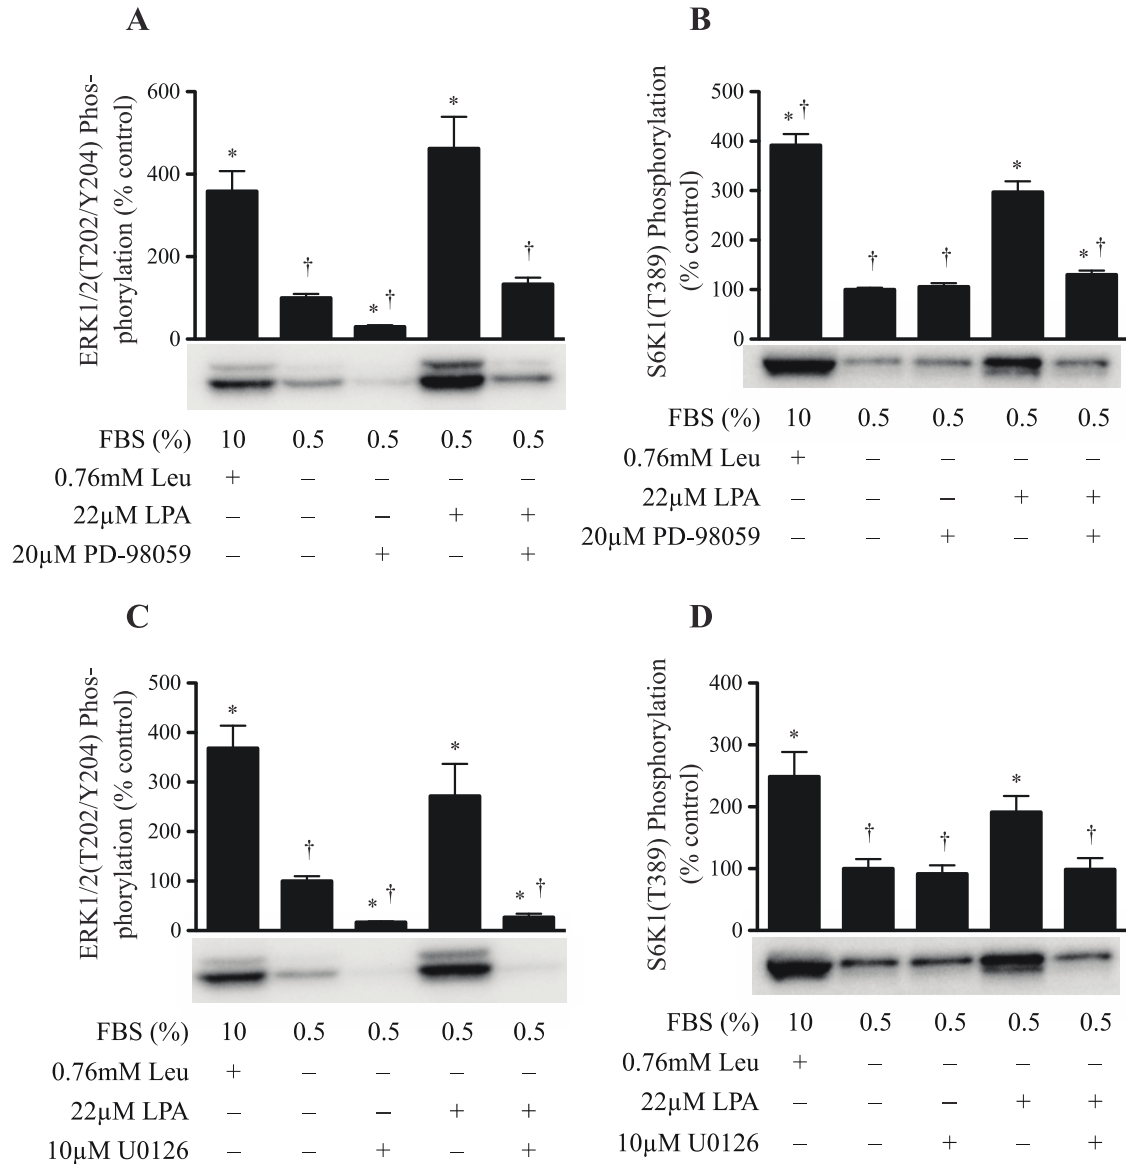 A
ERK1/2(T202/Y204) Phos-
phorylation (% control)
600
400
200
0
*
†
* †
*
†
FBS (%) 10 0.5 0.5 0.5 0.5
0.76mM Leu + – – – –
22µM LPA – – – + +
20µM PD-98059 – – + – +
B
S6K1(T389) Phosphorylation
(% control)
500
400
300
200
100
0
* †
†
†
*
* †
FBS (%) 10 0.5 0.5 0.5 0.5
0.76mM Leu + – – – –
22µM LPA – – – + +
20µM PD-98059 – – + – +
C
ERK1/2(T202/Y204) Phos-
phorylation (% control)
500
400
300
200
100
0
*
†
* †
*
* †
FBS (%) 10 0.5 0.5 0.5 0.5
0.76mM Leu + – – – –
22µM LPA – – – + +
10µM U0126 – – + – +
D
S6K1(T389) Phosphorylation
(% control)
400
300
200
100
0
*
†
†
*
†
FBS (%) 10 0.5 0.5 0.5 0.5
0.76mM Leu + – – – –
22µM LPA – – – + +
10µM U0126 – – + – +